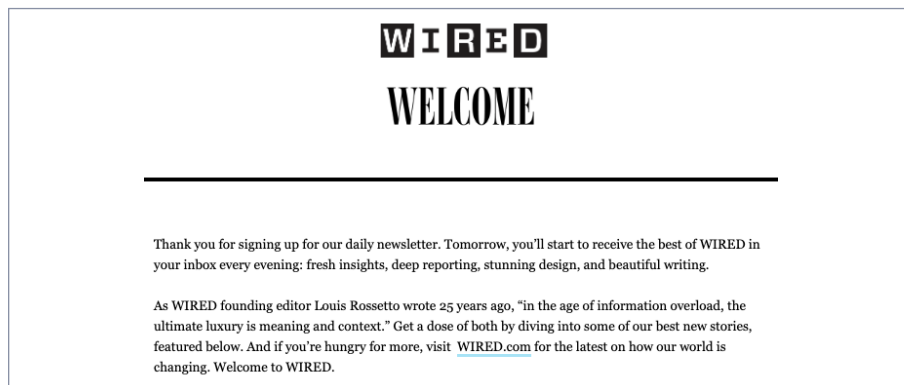 WIRED
WELCOME
Thank you for signing up for our daily newsletter. Tomorrow, you’ll start to receive the best of WIRED in
your inbox every evening: fresh insights, deep reporting, stunning design, and beautiful writing.
As WIRED founding editor Louis Rossetto wrote 25 years ago, “in the age of information overload, the
ultimate luxury is meaning and context.” Get a dose of both by diving into some of our best new stories,
featured below. And if you’re hungry for more, visit WIRED.com for the latest on how our world is
changing. Welcome to WIRED.